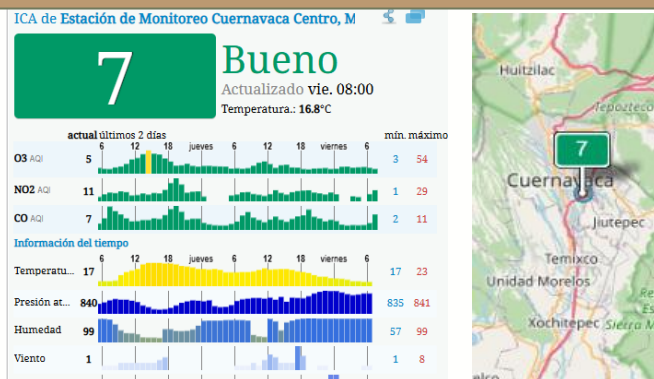 ICA de Estación de Monitoreo Cuernavaca Centro, M
7
Bueno
Actualizado vie. 08:00
Temperatura.: 16.8°C
actual últimos 2 días
mín. máximo
6 12 18 jueves 6 12 18 viernes 6
O3 AQI 5 3 54
NO2 AQI 11 1 29
CO AQI 7 2 11
Información del tiempo
6 12 18 jueves 6 12 18 viernes 6
Temperatu... 17 17 23
Presión at... 840 835 841
Humedad 99 57 99
Viento 1 1 8
Huitzilac
Tepozteco
7
Cuernavaca
Jiutepec
Temixco
Unidad Morelos
Xochitepec
Sierra M